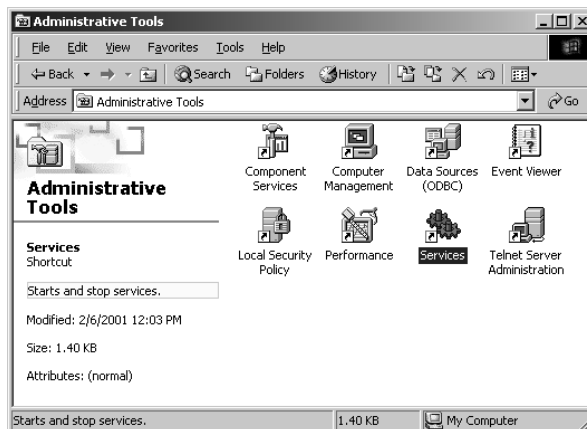 Administrative Tools
File Edit View Favorites Tools Help
Back Search Folders History
Address Administrative Tools Go
Administrative
Tools
Services
Shortcut
Starts and stop services.
Modified: 2/6/2001 12:03 PM
Size: 1.40 KB
Attributes: (normal)
Component
Services
Computer
Management
Data Sources
(ODBC)
Event Viewer
Local Security
Policy
Performance
Services
Telnet Server
Administration
Starts and stop services. 1.40 KB My Computer